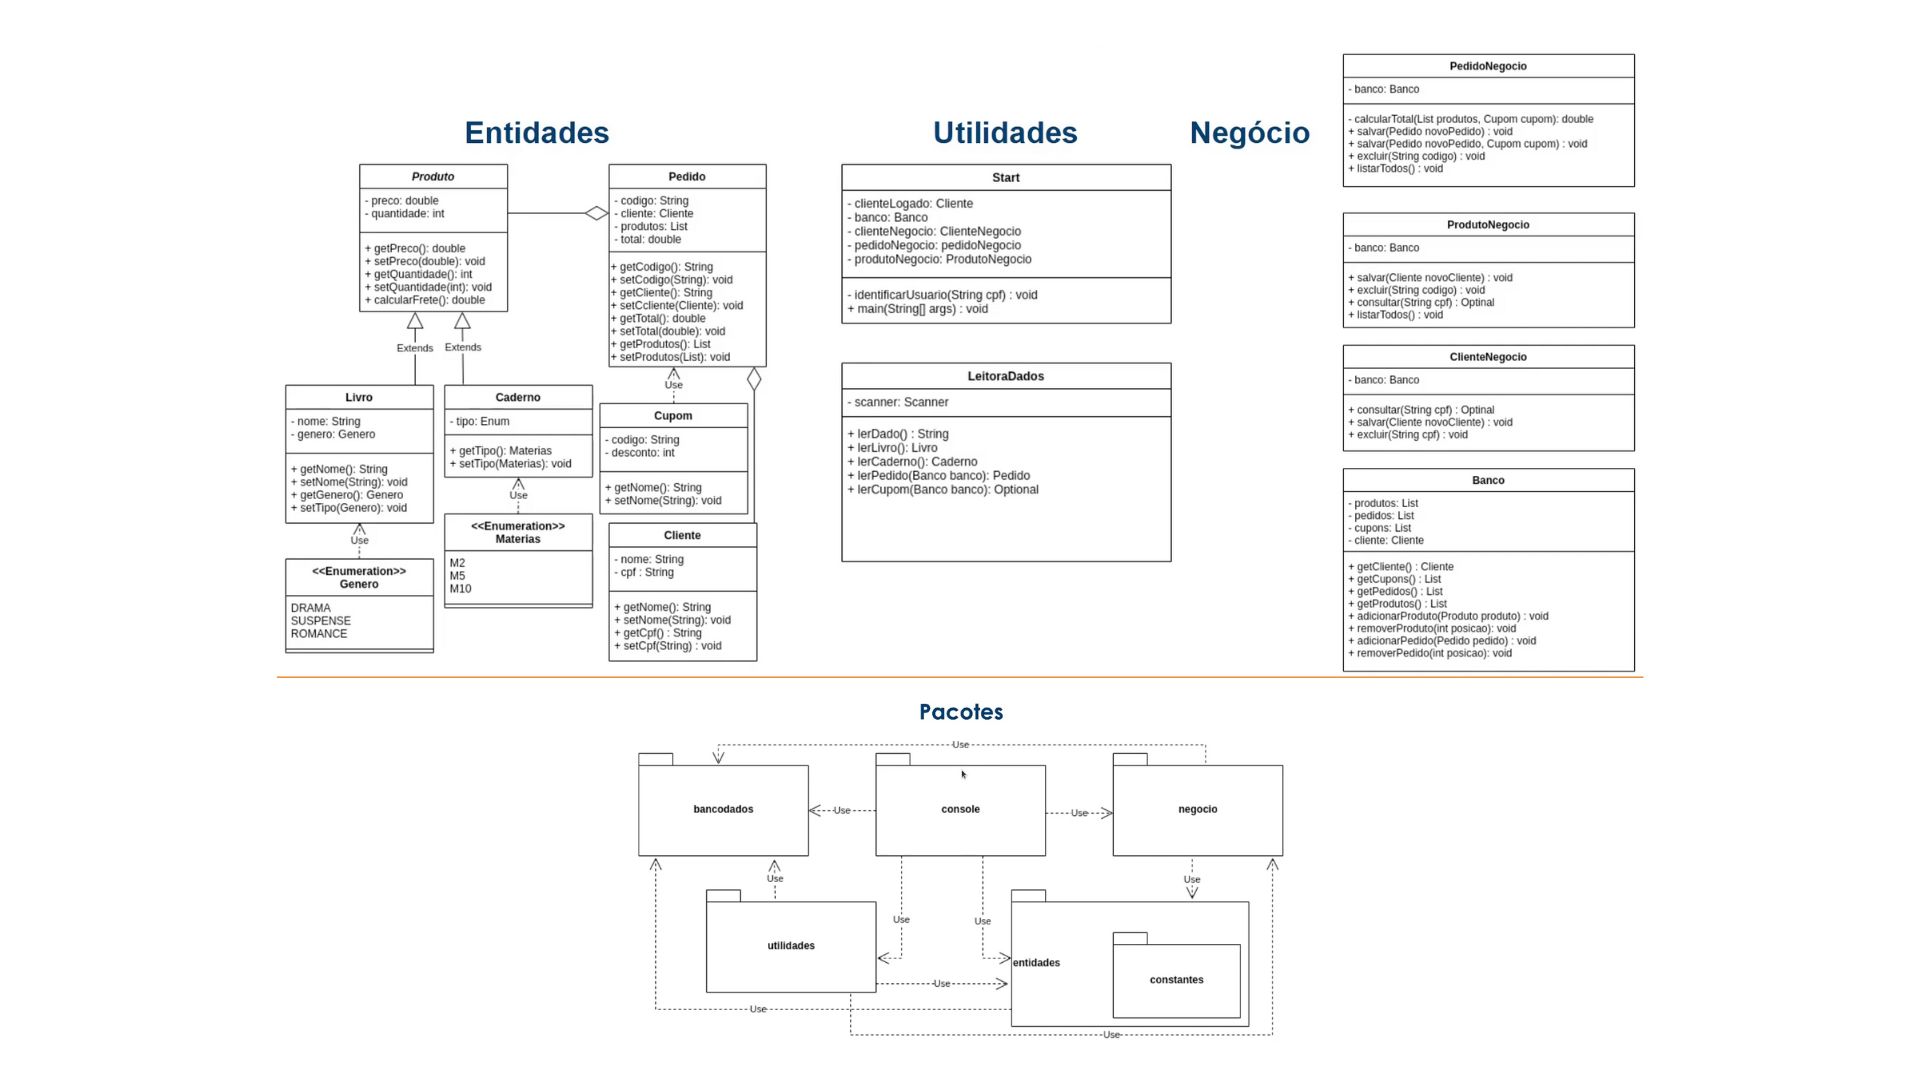 Entidades
Produto
- preco: double
- quantidade: int
+ getPreco(): double
+ setPreco(double): void
+ getQuantidade(): int
+ setQuantidade(int): void
+ calcularFrete(): double
Pedido
- codigo: String
- cliente: Cliente
- produtos: List
- total: double
+ getCodigo(): String
+ setCodigo(String): void
+ getCliente(): String
+ setCcliente(Cliente): void
+ getTotal(): double
+ setTotal(double): void
+ getProdutos(): List
+ setProdutos(List): void
Extends
Extends
Use
Livro
- nome: String
- genero: Genero
+ getNome(): String
+ setNome(String): void
+ getGenero(): Genero
+ setTipo(Genero): void
Caderno
- tipo: Enum
+ getTipo(): Materias
+ setTipo(Materias): void
Cupom
- codigo: String
- desconto: int
+ getNome(): String
+ setNome(String): void
Use
Use
<<Enumeration>>
Genero
DRAMA
SUSPENSE
ROMANCE
<<Enumeration>>
Materias
M2
M5
M10
Cliente
- nome: String
- cpf : String
+ getNome(): String
+ setNome(String): void
+ getCpf() : String
+ setCpf(String) : void
Utilidades
Start
- clienteLogado: Cliente
- banco: Banco
- clienteNegocio: ClienteNegocio
- pedidoNegocio: pedidoNegocio
- produtoNegocio: ProdutoNegocio
- identificarUsuario(String cpf) : void
+ main(String[] args) : void
LeitoraDados
- scanner: Scanner
+ lerDado() : String
+ lerLivro(): Livro
+ lerCaderno(): Caderno
+ lerPedido(Banco banco): Pedido
+ lerCupom(Banco banco): Optional
Negócio
PedidoNegocio
- banco: Banco
- calcularTotal(List produtos, Cupom cupom): double
+ salvar(Pedido novoPedido) : void
+ salvar(Pedido novoPedido, Cupom cupom) : void
+ excluir(String codigo) : void
+ listarTodos() : void
ProdutoNegocio
- banco: Banco
+ salvar(Cliente novoCliente) : void
+ excluir(String codigo) : void
+ consultar(String cpf) : Optinal
+ listarTodos() : void
ClienteNegocio
- banco: Banco
+ consultar(String cpf) : Optinal
+ salvar(Cliente novoCliente) : void
+ excluir(String cpf) : void
Banco
- produtos: List
- pedidos: List
- cupons: List
- cliente: Cliente
+ getCliente() : Cliente
+ getCupons() : List
+ getPedidos() : List
+ getProdutos() : List
+ adicionarProduto(Produto produto) : void
+ removerProduto(int posicao): void
+ adicionarPedido(Pedido pedido) : void
+ removerPedido(int posicao): void
Pacotes
Use
bancodados
Use
console
Use
negocio
Use
Use
Use
Use
utilidades
Use
entidades
constantes
Use
Use